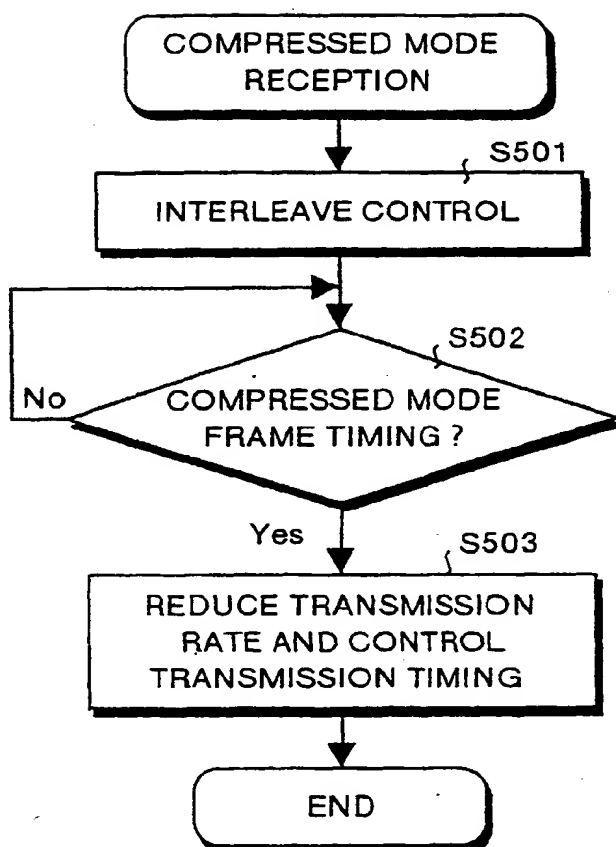 COMPRESSED MODE
RECEPTION
S501
INTERLEAVE CONTROL
S502
No
COMPRESSED MODE
FRAME TIMING ?
Yes
S503
REDUCE TRANSMISSION
RATE AND CONTROL
TRANSMISSION TIMING
END